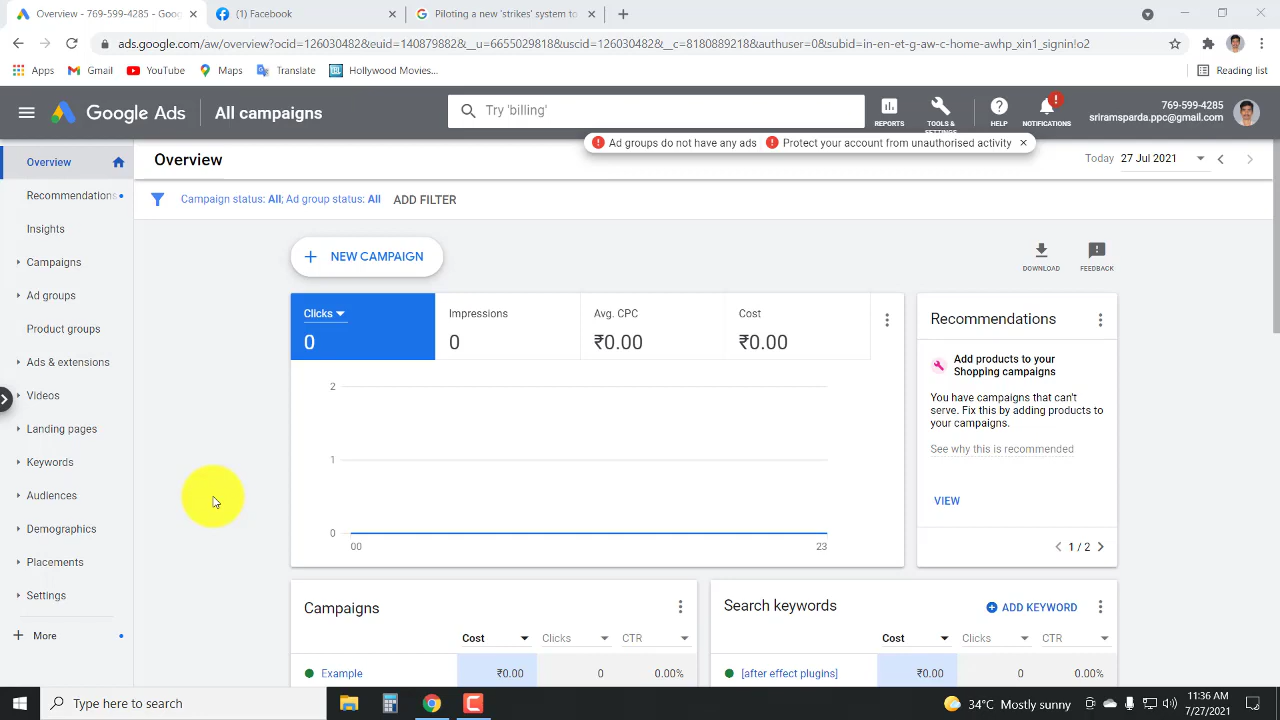 Overview - 769-599-4285 - Goog
(1) Facebook
Piloting a new 'strikes' system to
ads.google.com/aw/overview?ocid=126030482&euid=140879882&__u=6655029818&uscid=126030482&__c=8180889218&authuser=0&subid=in-en-et-g-aw-c-home-awhp_xin1_signin!o2
Apps
Gmail
YouTube
Maps
Translate
Hollywood Movies...
Reading list
Google Ads
All campaigns
Try 'billing'
REPORTS
TOOLS &
SETTINGS
HELP
NOTIFICATIONS
769-599-4285
sriramsparda.ppc@gmail.com
Ad groups do not have any ads
Protect your account from unauthorised activity
Overview
Recommendations
Insights
Campaigns
Ad groups
Product groups
Ads & extensions
Videos
Landing pages
Keywords
Audiences
Demographics
Placements
Settings
More
Overview
Today 27 Jul 2021
Campaign status: All; Ad group status: All
ADD FILTER
NEW CAMPAIGN
DOWNLOAD
FEEDBACK
Clicks
0
Impressions
0
Avg. CPC
₹0.00
Cost
₹0.00
2
1
0
00
23
Recommendations
Add products to your
Shopping campaigns
You have campaigns that can't
serve. Fix this by adding products to
your campaigns.
See why this is recommended
VIEW
1 / 2
Campaigns
Cost
Clicks
CTR
Example
₹0.00
0
0.00%
Search keywords
ADD KEYWORD
Cost
Clicks
CTR
[after effect plugins]
₹0.00
0
0.00%
Type here to search
34°C Mostly sunny
11:36 AM
7/27/2021